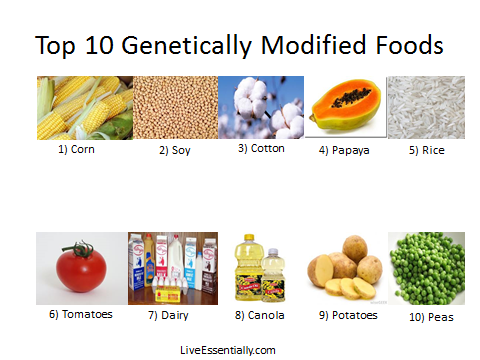 Top 10 Genetically Modified Foods
1) Corn
2) Soy
3) Cotton
4) Papaya
5) Rice
6) Tomatoes
7) Dairy
8) Canola
9) Potatoes
10) Peas
LiveEssentially.com